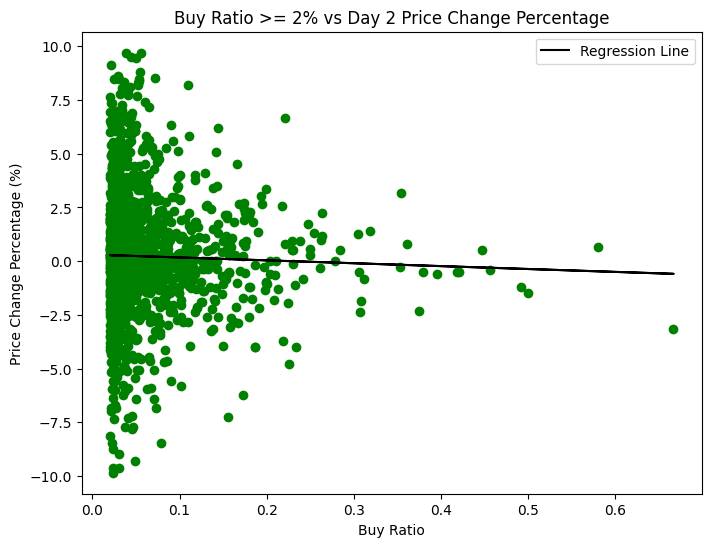 Buy Ratio >= 2% vs Day 2 Price Change Percentage
Regression Line
Price Change Percentage (%)
10.0
7.5
5.0
2.5
0.0
−2.5
−5.0
−7.5
−10.0
0.0 0.1 0.2 0.3 0.4 0.5 0.6
Buy Ratio